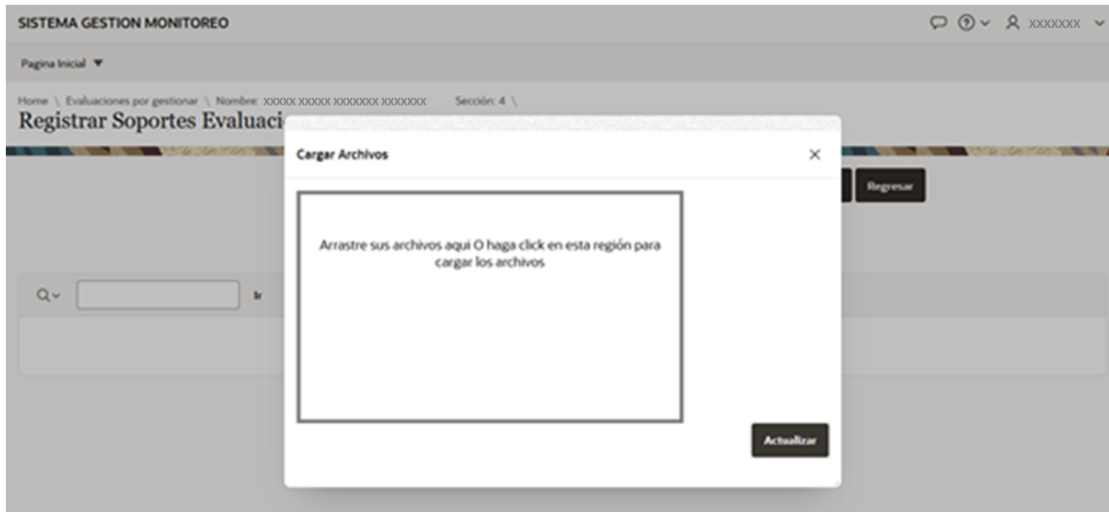 SISTEMA GESTION MONITOREO
xxxxxxx
Pagina Inicial
Home \ Evaluaciones por gestionar \ Nombre: xxxxx xxxxx xxxxxxx xxxxxxx Sección: 4 \
Registrar Soportes Evaluaci
Cargar Archivos
Regresar
Arrastre sus archivos aqui O haga click en esta región para
cargar los archivos
Ir
Actualizar